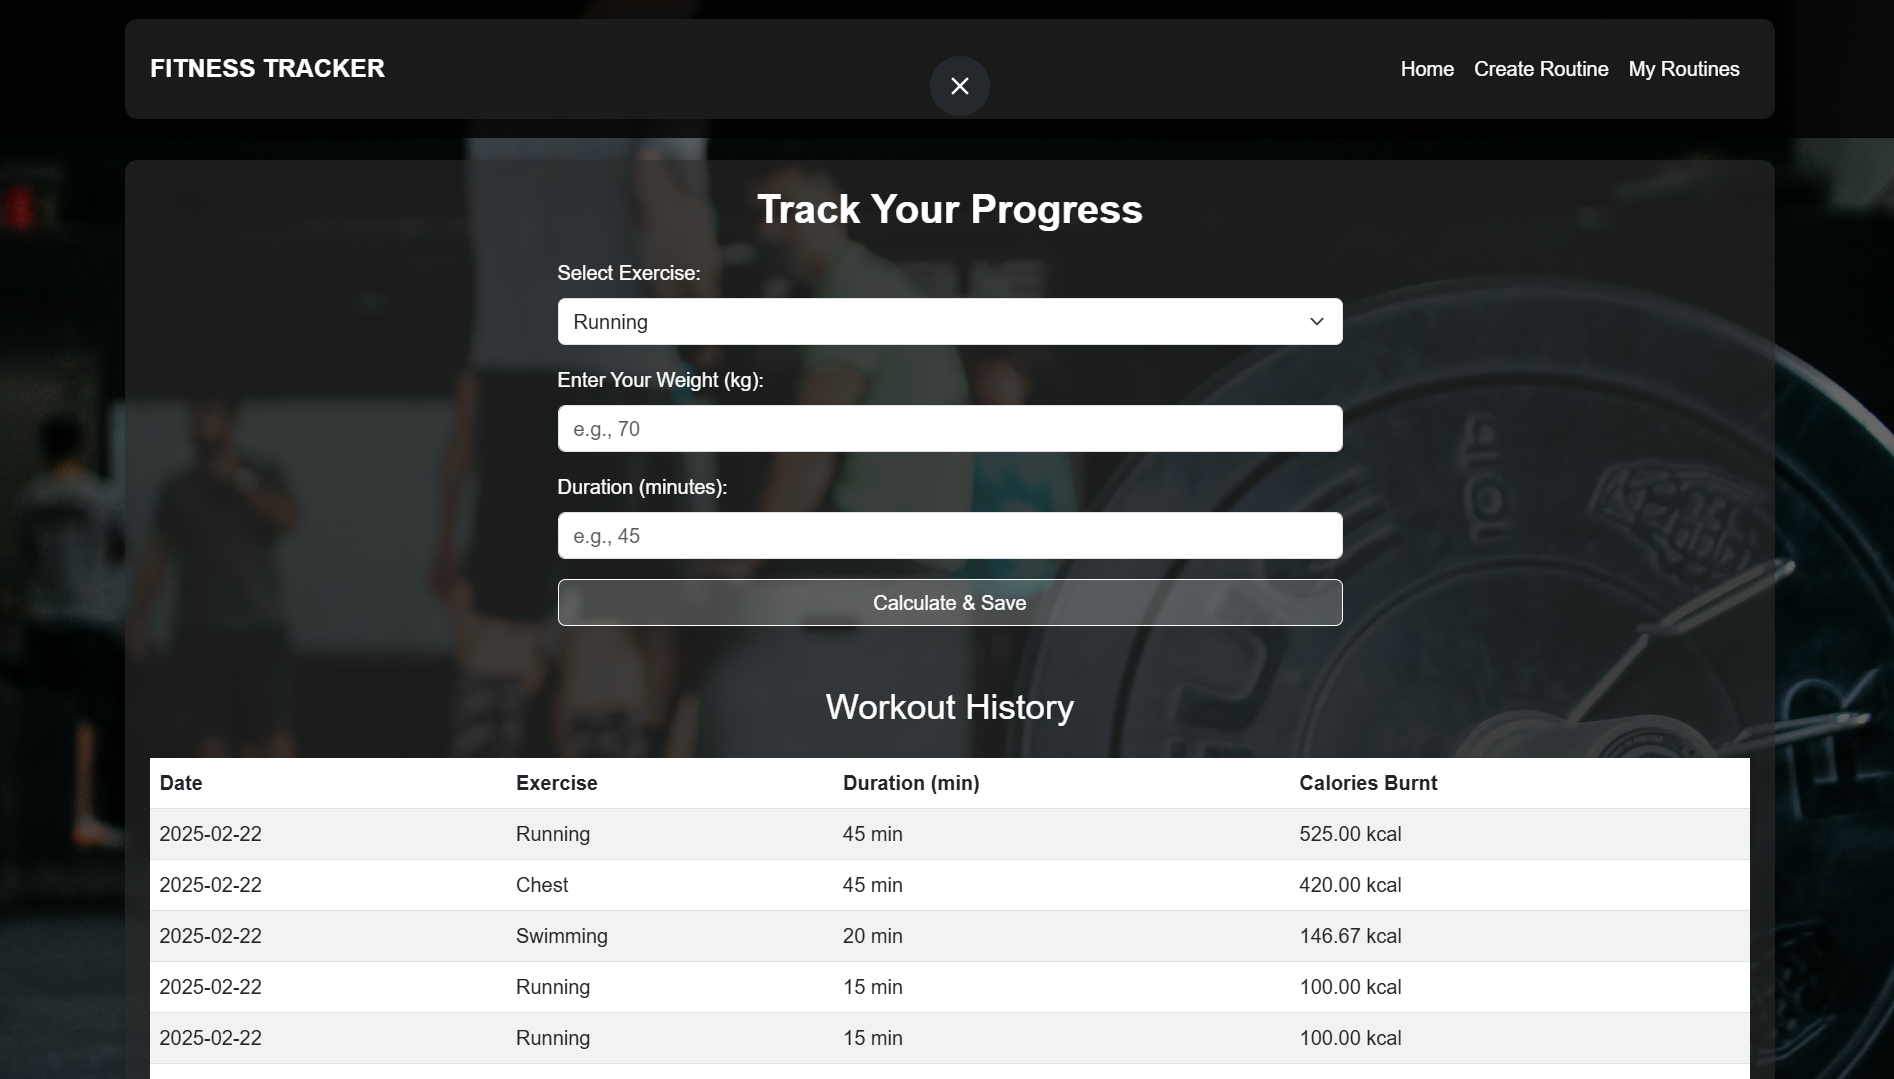 FITNESS TRACKER
Home Create Routine My Routines
Track Your Progress
Select Exercise:
Running
Enter Your Weight (kg):
e.g., 70
Duration (minutes):
e.g., 45
Calculate & Save
Workout History
Date Exercise Duration (min) Calories Burnt
2025-02-22 Running 45 min 525.00 kcal
2025-02-22 Chest 45 min 420.00 kcal
2025-02-22 Swimming 20 min 146.67 kcal
2025-02-22 Running 15 min 100.00 kcal
2025-02-22 Running 15 min 100.00 kcal